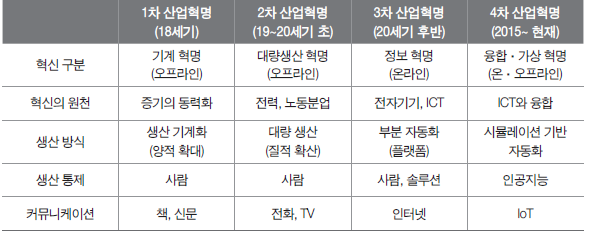 1차 산업혁명 2차 산업혁명 3차 산업혁명 4차 산업혁명
(18세기) (19~20세기 초) (20세기 후반) (2015~ 현재)
혁신 구분 기계 혁명 대량생산 혁명 정보 혁명 융합·가상 혁명
(오프라인) (오프라인) (온라인) (온·오프라인)
혁신의 원천 증기의 동력화 전력, 노동분업 전자기기, ICT ICT와 융합
생산 방식 생산 기계화 대량 생산 부분 자동화 시뮬레이션 기반
(양적 확대) (질적 확산) (플랫폼) 자동화
생산 통제 사람 사람 사람, 솔루션 인공지능
커뮤니케이션 책, 신문 전화, TV 인터넷 IoT